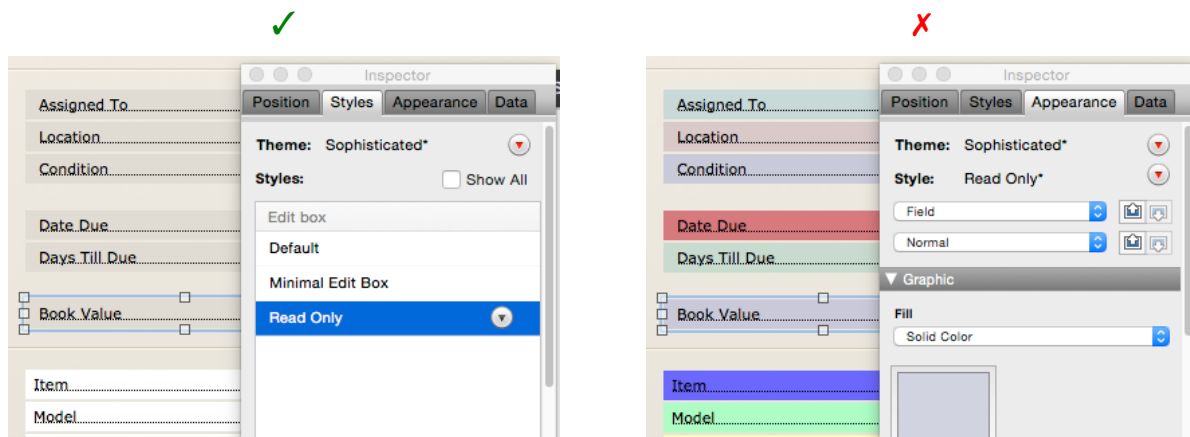 ✓
✗
Inspector
Position Styles Appearance Data
Assigned To
Location
Condition
Date Due
Days Till Due
Book Value
Item
Model
Theme: Sophisticated*
Styles: Show All
Edit box
Default
Minimal Edit Box
Read Only
Inspector
Position Styles Appearance Data
Assigned To
Location
Condition
Date Due
Days Till Due
Book Value
Item
Model
Theme: Sophisticated*
Style: Read Only*
Field
Normal
Graphic
Fill
Solid Color